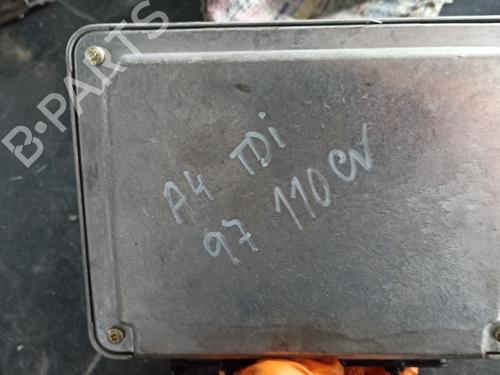 B-PARTS
A4 TDi
97 110CV